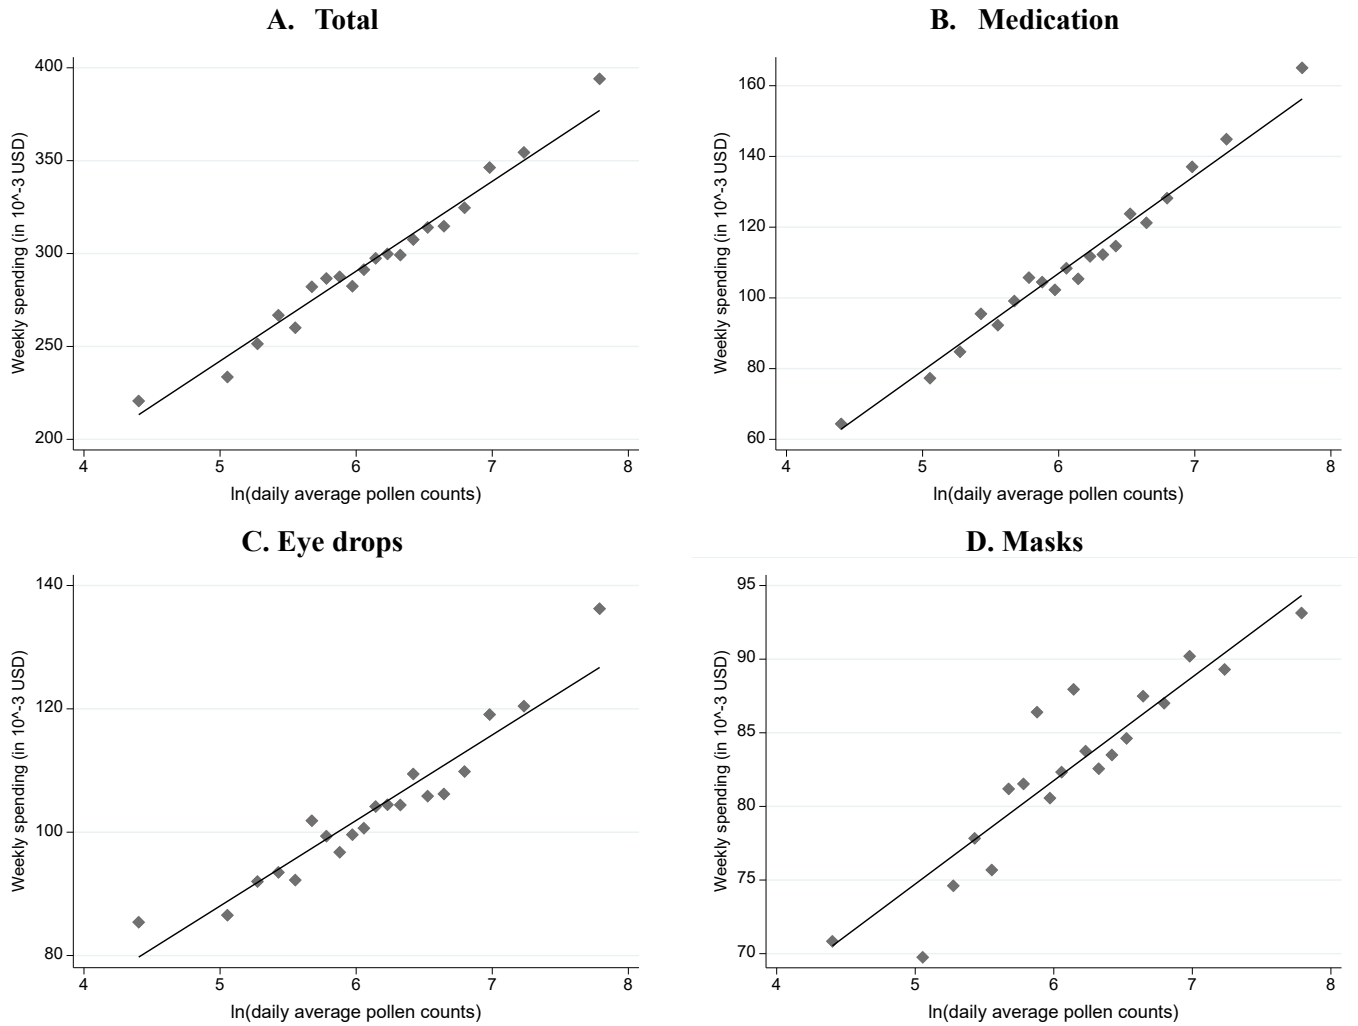 A. Total
400
350
300
250
200
4 5 6 7 8
Weekly spending (in 10^-3 USD)
ln(daily average pollen counts)
B. Medication
160
140
120
100
80
60
4 5 6 7 8
Weekly spending (in 10^-3 USD)
ln(daily average pollen counts)
C. Eye drops
140
120
100
80
4 5 6 7 8
Weekly spending (in 10^-3 USD)
ln(daily average pollen counts)
D. Masks
95
90
85
80
75
70
4 5 6 7 8
Weekly spending (in 10^-3 USD)
ln(daily average pollen counts)